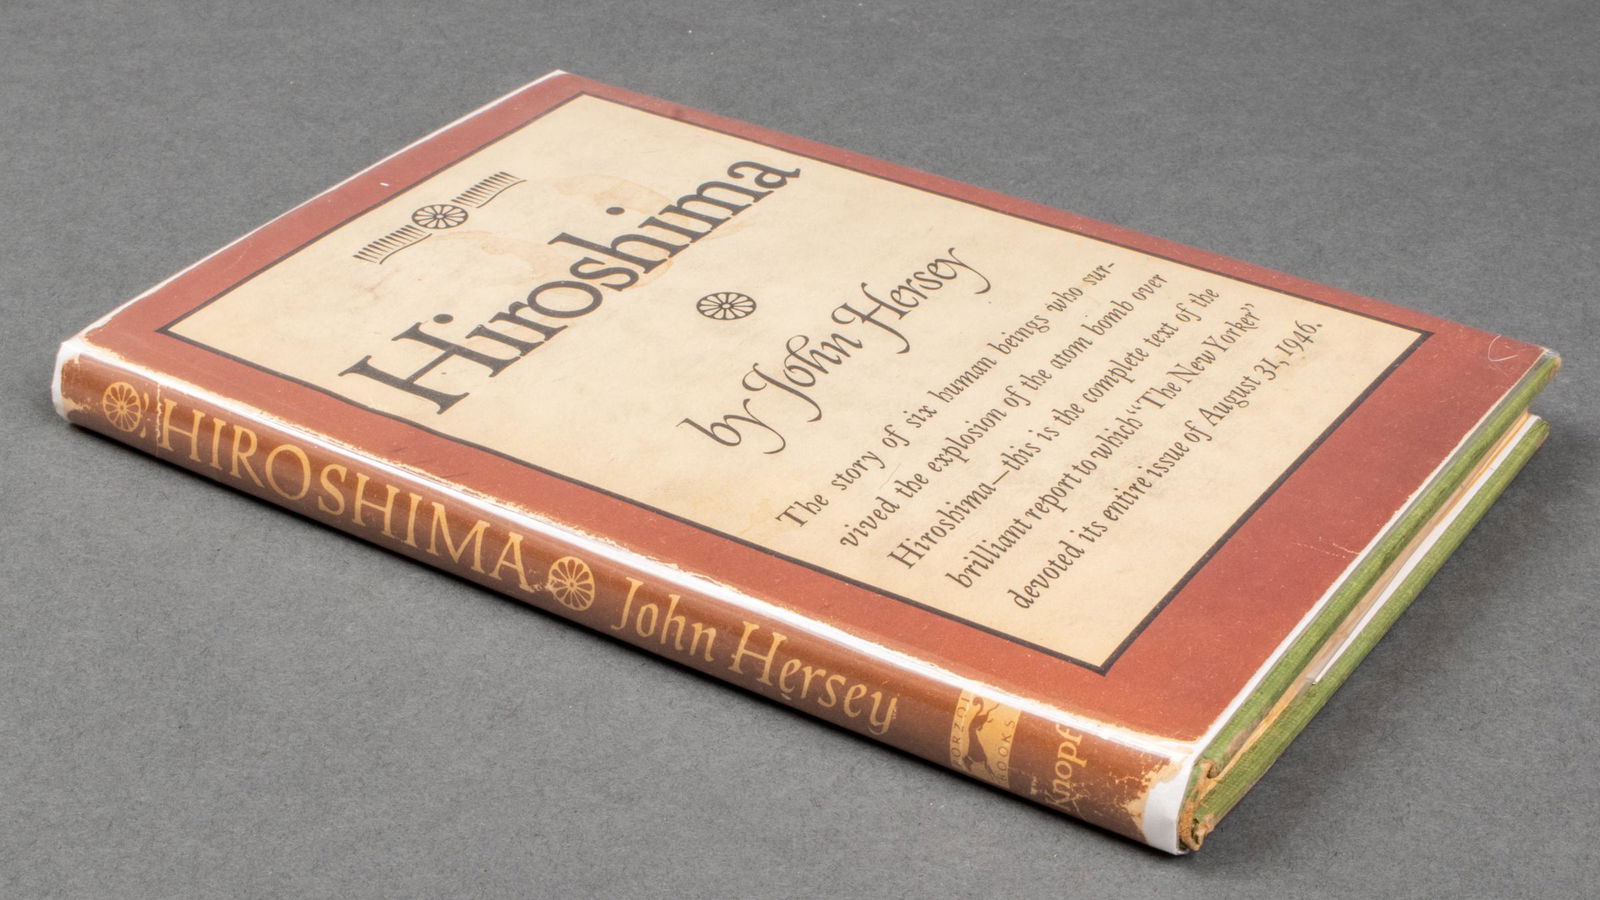 Hiroshima
by John Hersey
The story of six human beings who sur-
vived the explosion of the atom bomb over
Hiroshima—this is the complete text of the
brilliant report to which “The New Yorker”
devoted its entire issue of August 31, 1946.
HIROSHIMA John Hersey
BORZOI
BOOKS
Knopf